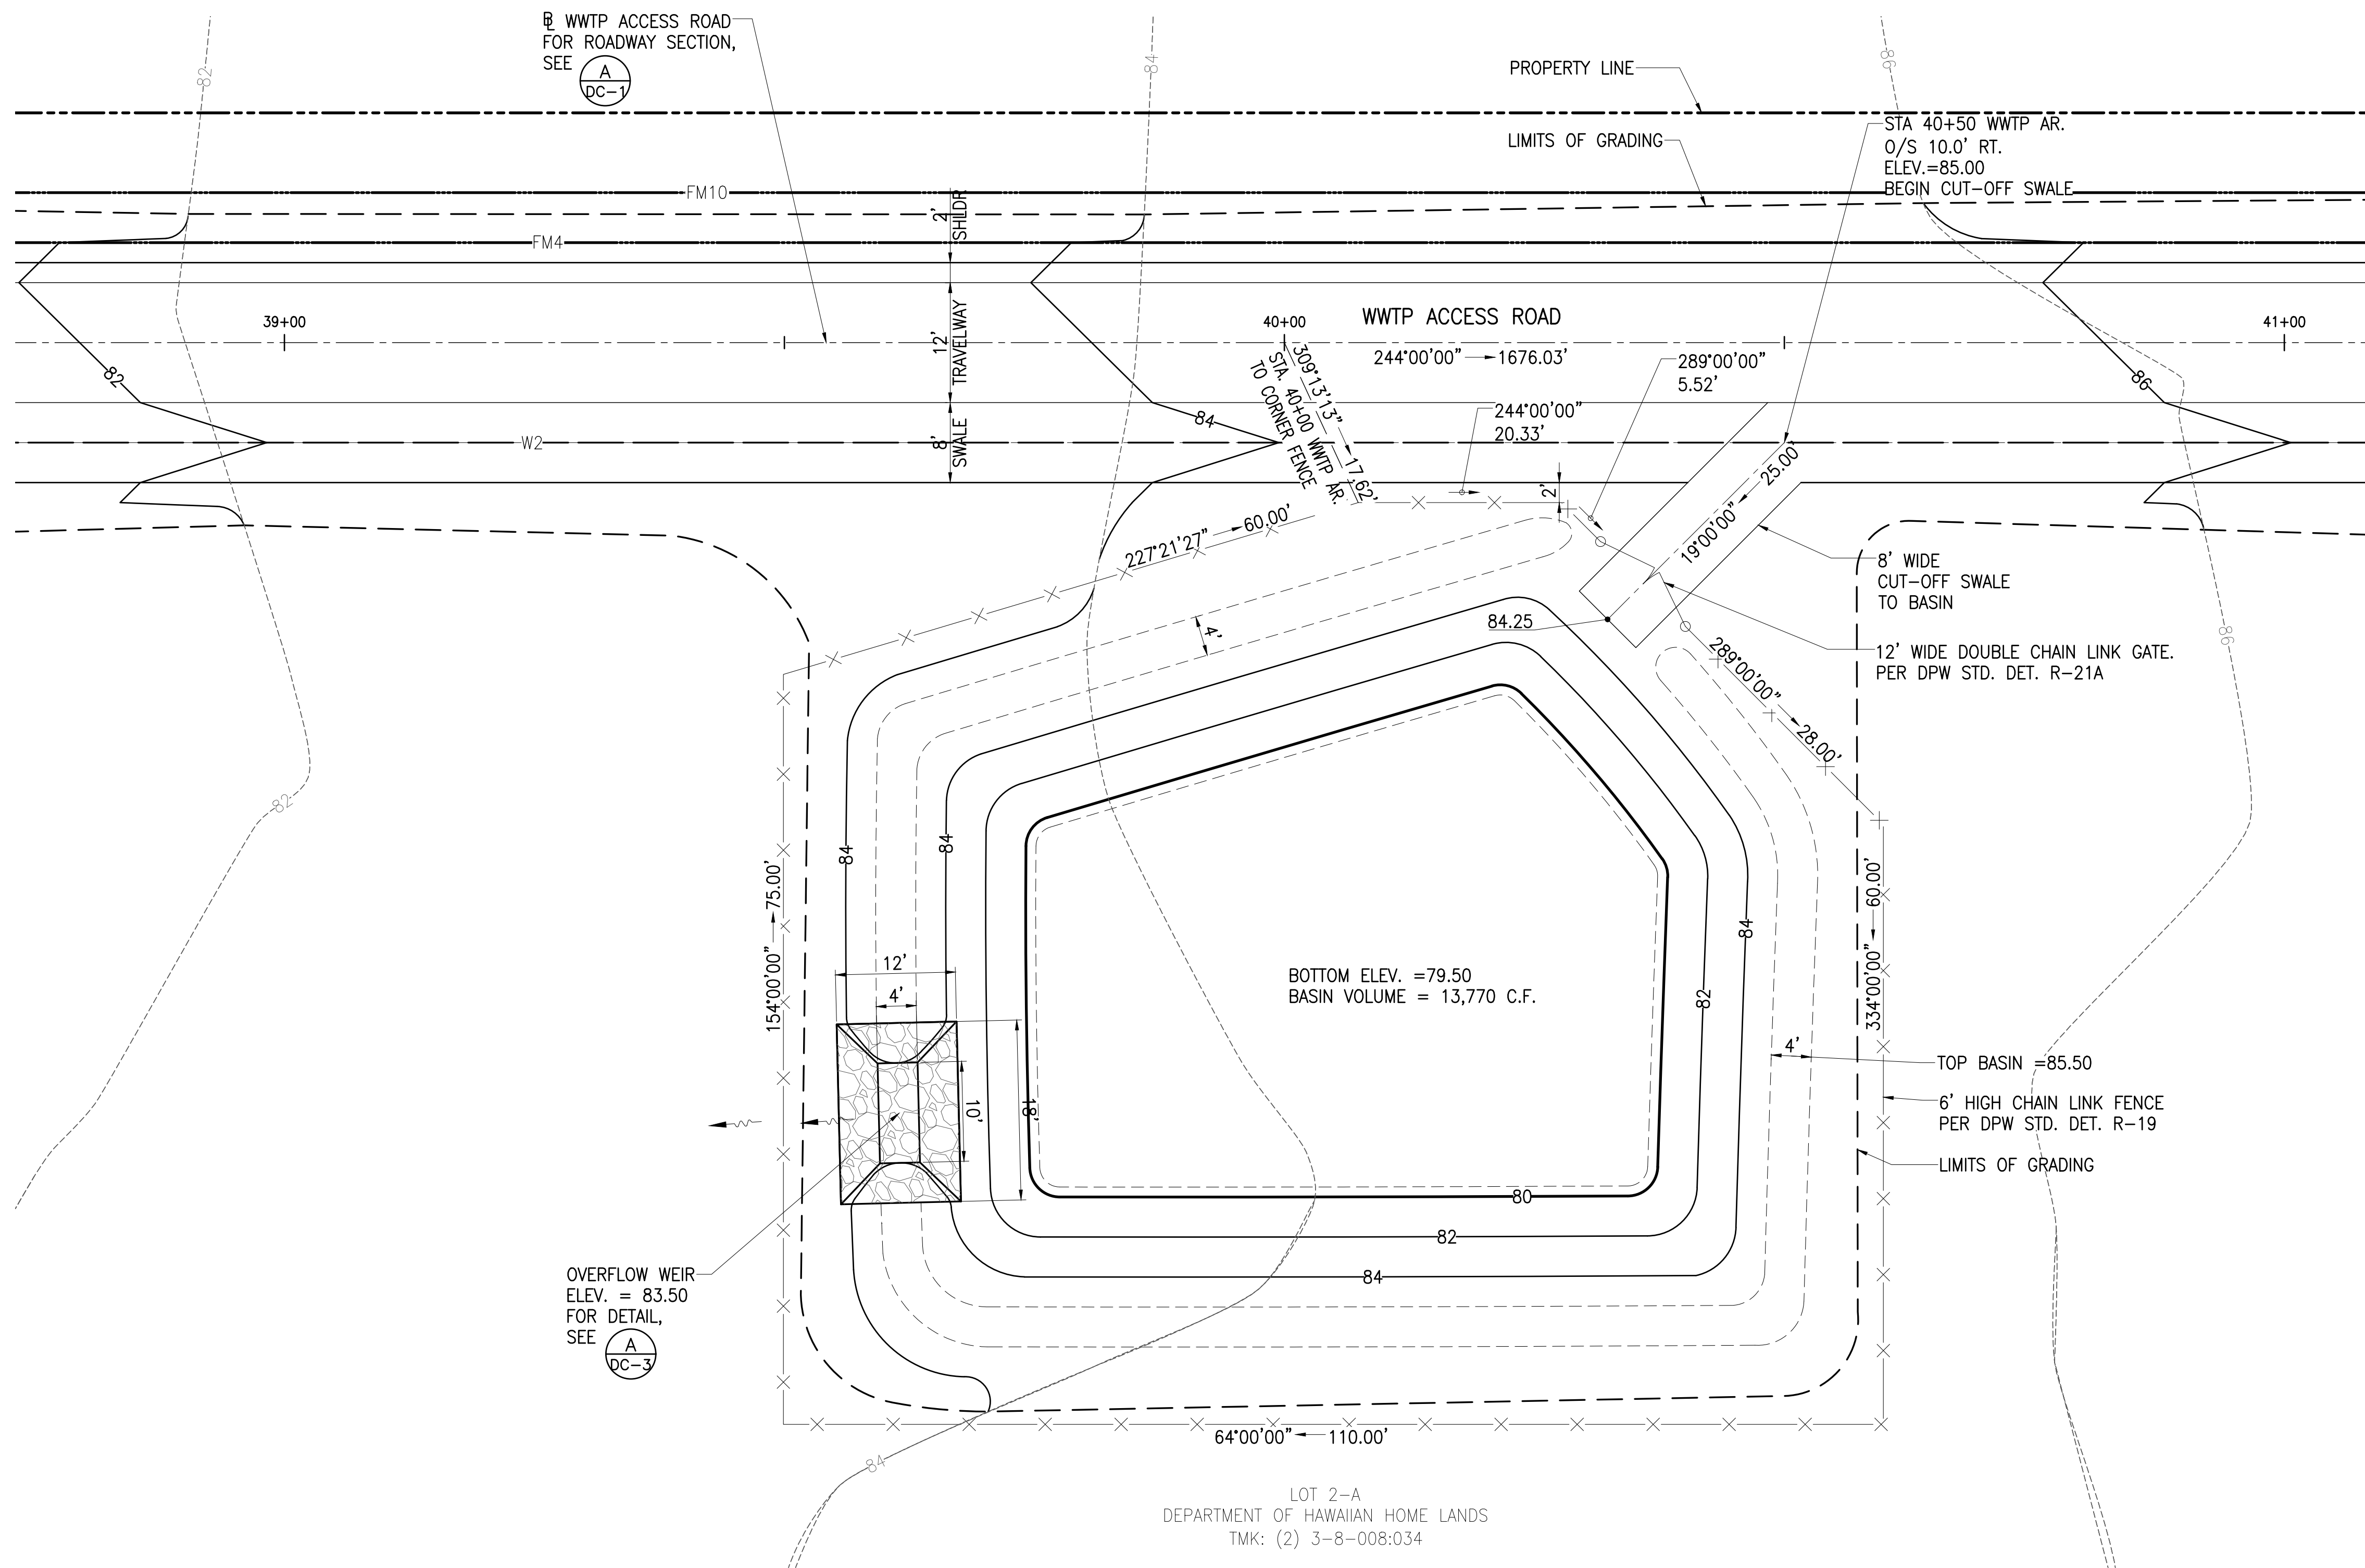 ℄ WWTP ACCESS ROAD
FOR ROADWAY SECTION,
SEE
A
DC-1
82
84
86
PROPERTY LINE
LIMITS OF GRADING
STA 40+50 WWTP AR.
O/S 10.0' RT.
ELEV.=85.00
BEGIN CUT-OFF SWALE
FM10
FM4
2'
SHLDR.
12'
TRAVELWAY
8'
SWALE
39+00
40+00
41+00
WWTP ACCESS ROAD
244°00'00" 1676.03'
82
84
86
W2
309°13'13" 17.62'
STA. 40+00 WWTP AR.
TO CORNER FENCE
289°00'00"
5.52'
244°00'00"
20.33'
2'
227°21'27" 60.00'
19°00'00" 25.00'
8' WIDE
CUT-OFF SWALE
TO BASIN
84.25
4'
12' WIDE DOUBLE CHAIN LINK GATE.
PER DPW STD. DET. R-21A
289°00'00" 28.00'
86
82
84
84
154°00'00" 75.00'
334°00'00" 60.00'
84
82
12'
4'
10'
18'
BOTTOM ELEV. =79.50
BASIN VOLUME = 13,770 C.F.
4'
TOP BASIN =85.50
6' HIGH CHAIN LINK FENCE
PER DPW STD. DET. R-19
LIMITS OF GRADING
80
82
84
OVERFLOW WEIR
ELEV. = 83.50
FOR DETAIL,
SEE
A
DC-3
64°00'00" 110.00'
84
LOT 2-A
DEPARTMENT OF HAWAIIAN HOME LANDS
TMK: (2) 3-8-008:034